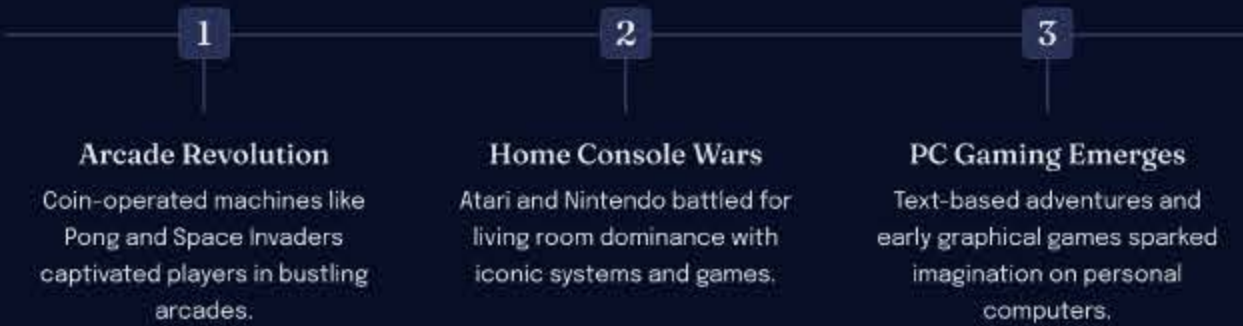 1
Arcade Revolution
Coin-operated machines like
Pong and Space Invaders
captivated players in bustling
arcades.
2
Home Console Wars
Atari and Nintendo battled for
living room dominance with
iconic systems and games.
3
PC Gaming Emerges
Text-based adventures and
early graphical games sparked
imagination on personal
computers.